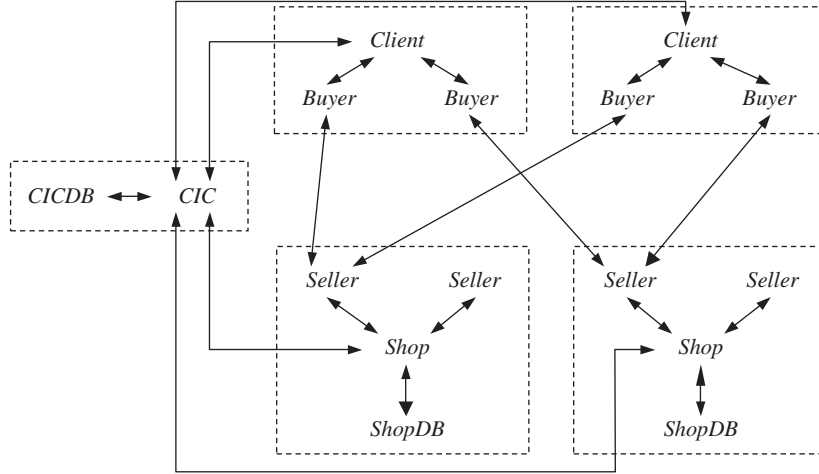 Client
Client
Buyer
Buyer
Buyer
Buyer
CICDB
CIC
Seller
Seller
Seller
Seller
Shop
Shop
ShopDB
ShopDB